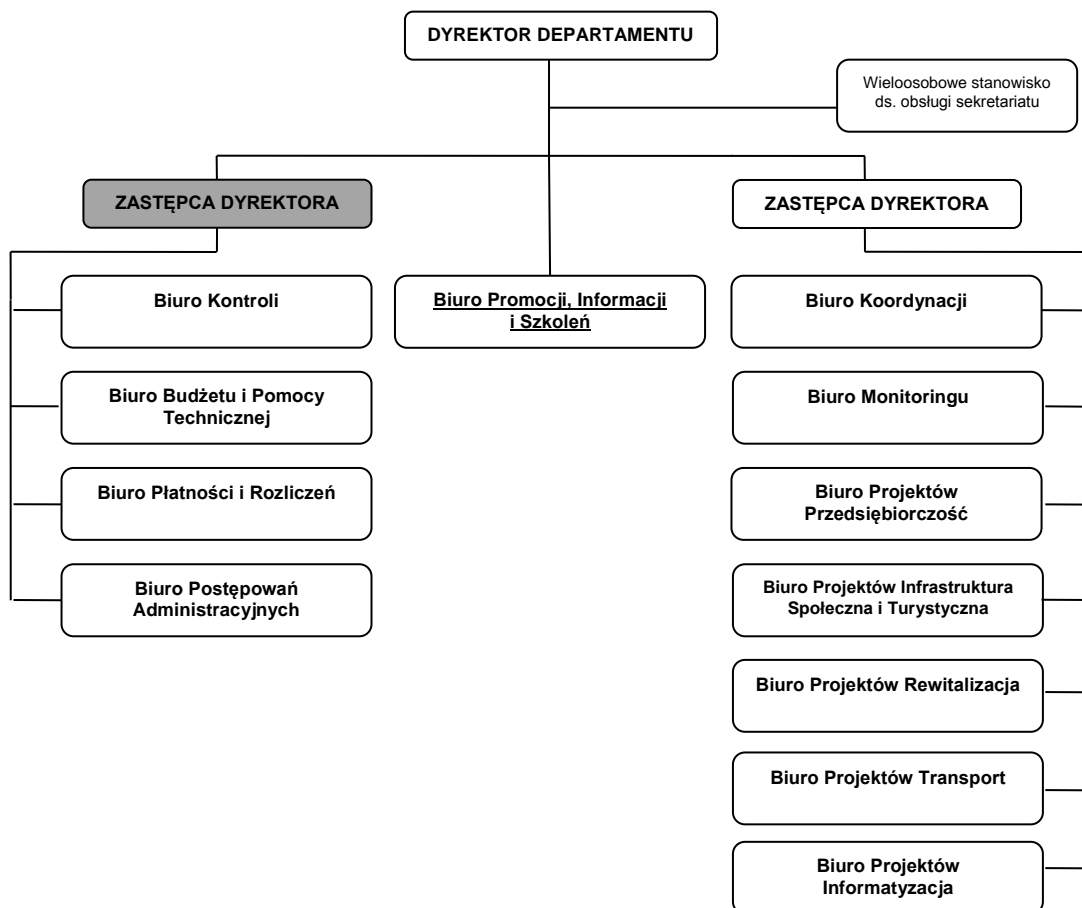 DYREKTOR DEPARTAMENTU
Wieloosobowe stanowisko
ds. obsługi sekretariatu
ZASTĘPCA DYREKTORA
ZASTĘPCA DYREKTORA
Biuro Kontroli
Biuro Promocji, Informacji
i Szkoleń
Biuro Koordynacji
Biuro Budżetu i Pomocy
Technicznej
Biuro Monitoringu
Biuro Płatności i Rozliczeń
Biuro Projektów
Przedsiębiorczość
Biuro Postępowań
Administracyjnych
Biuro Projektów Infrastruktura
Społeczna i Turystyczna
Biuro Projektów Rewitalizacja
Biuro Projektów Transport
Biuro Projektów
Informatyzacja